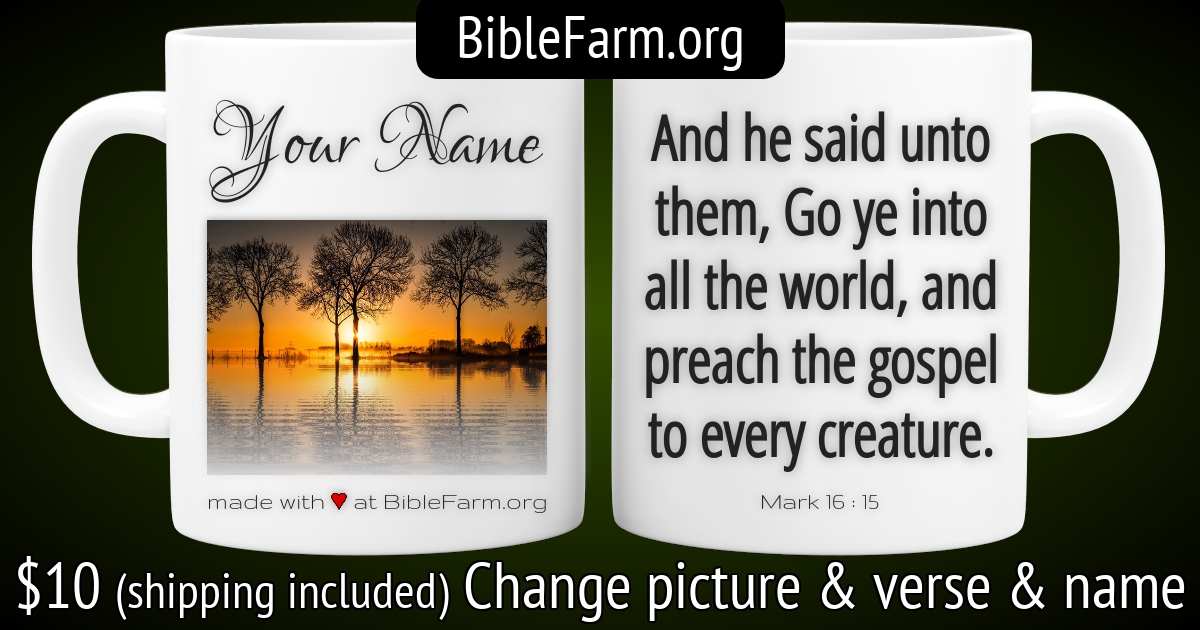 BibleFarm.org
Your Name
made with ♥ at BibleFarm.org
And he said unto
them, Go ye into
all the world, and
preach the gospel
to every creature.
Mark 16 : 15
$10 (shipping included) Change picture & verse & name